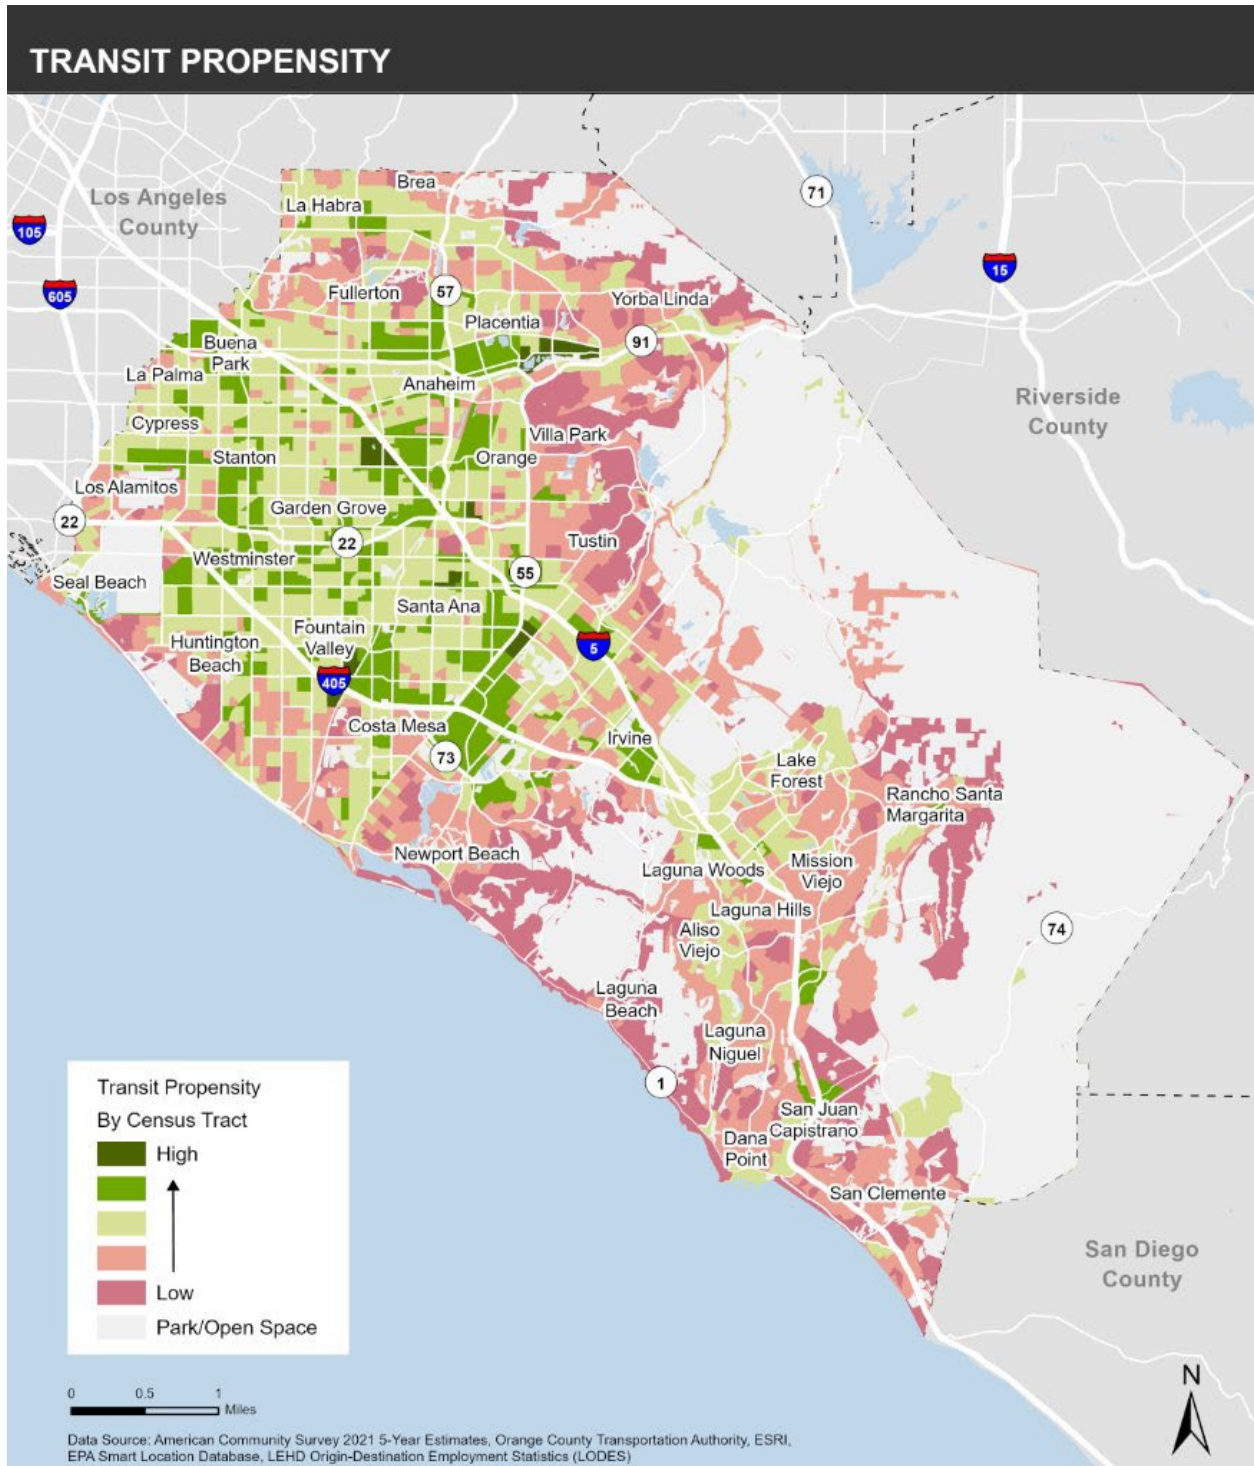 TRANSIT PROPENSITY
Los Angeles
County
Brea
La Habra
71
105
15
605
Fullerton
57
Yorba Linda
Placentia
91
Buena
Park
La Palma
Anaheim
Riverside
County
Cypress
Villa Park
Stanton
Orange
Los Alamitos
Garden Grove
22
22
Tustin
Westminster
55
Seal Beach
Santa Ana
Fountain
Valley
Huntington
Beach
5
405
Costa Mesa
Irvine
73
Lake
Forest
Rancho Santa
Margarita
Newport Beach
Mission
Viejo
Laguna Woods
Laguna Hills
Aliso
Viejo
74
Laguna
Beach
Laguna
Niguel
1
San Juan
Capistrano
Dana
Point
San Clemente
San Diego
County
Transit Propensity
By Census Tract
High
Low
Park/Open Space
N
0 0.5 1
Miles
Data Source: American Community Survey 2021 5-Year Estimates, Orange County Transportation Authority, ESRI,
EPA Smart Location Database, LEHD Origin-Destination Employment Statistics (LODES)